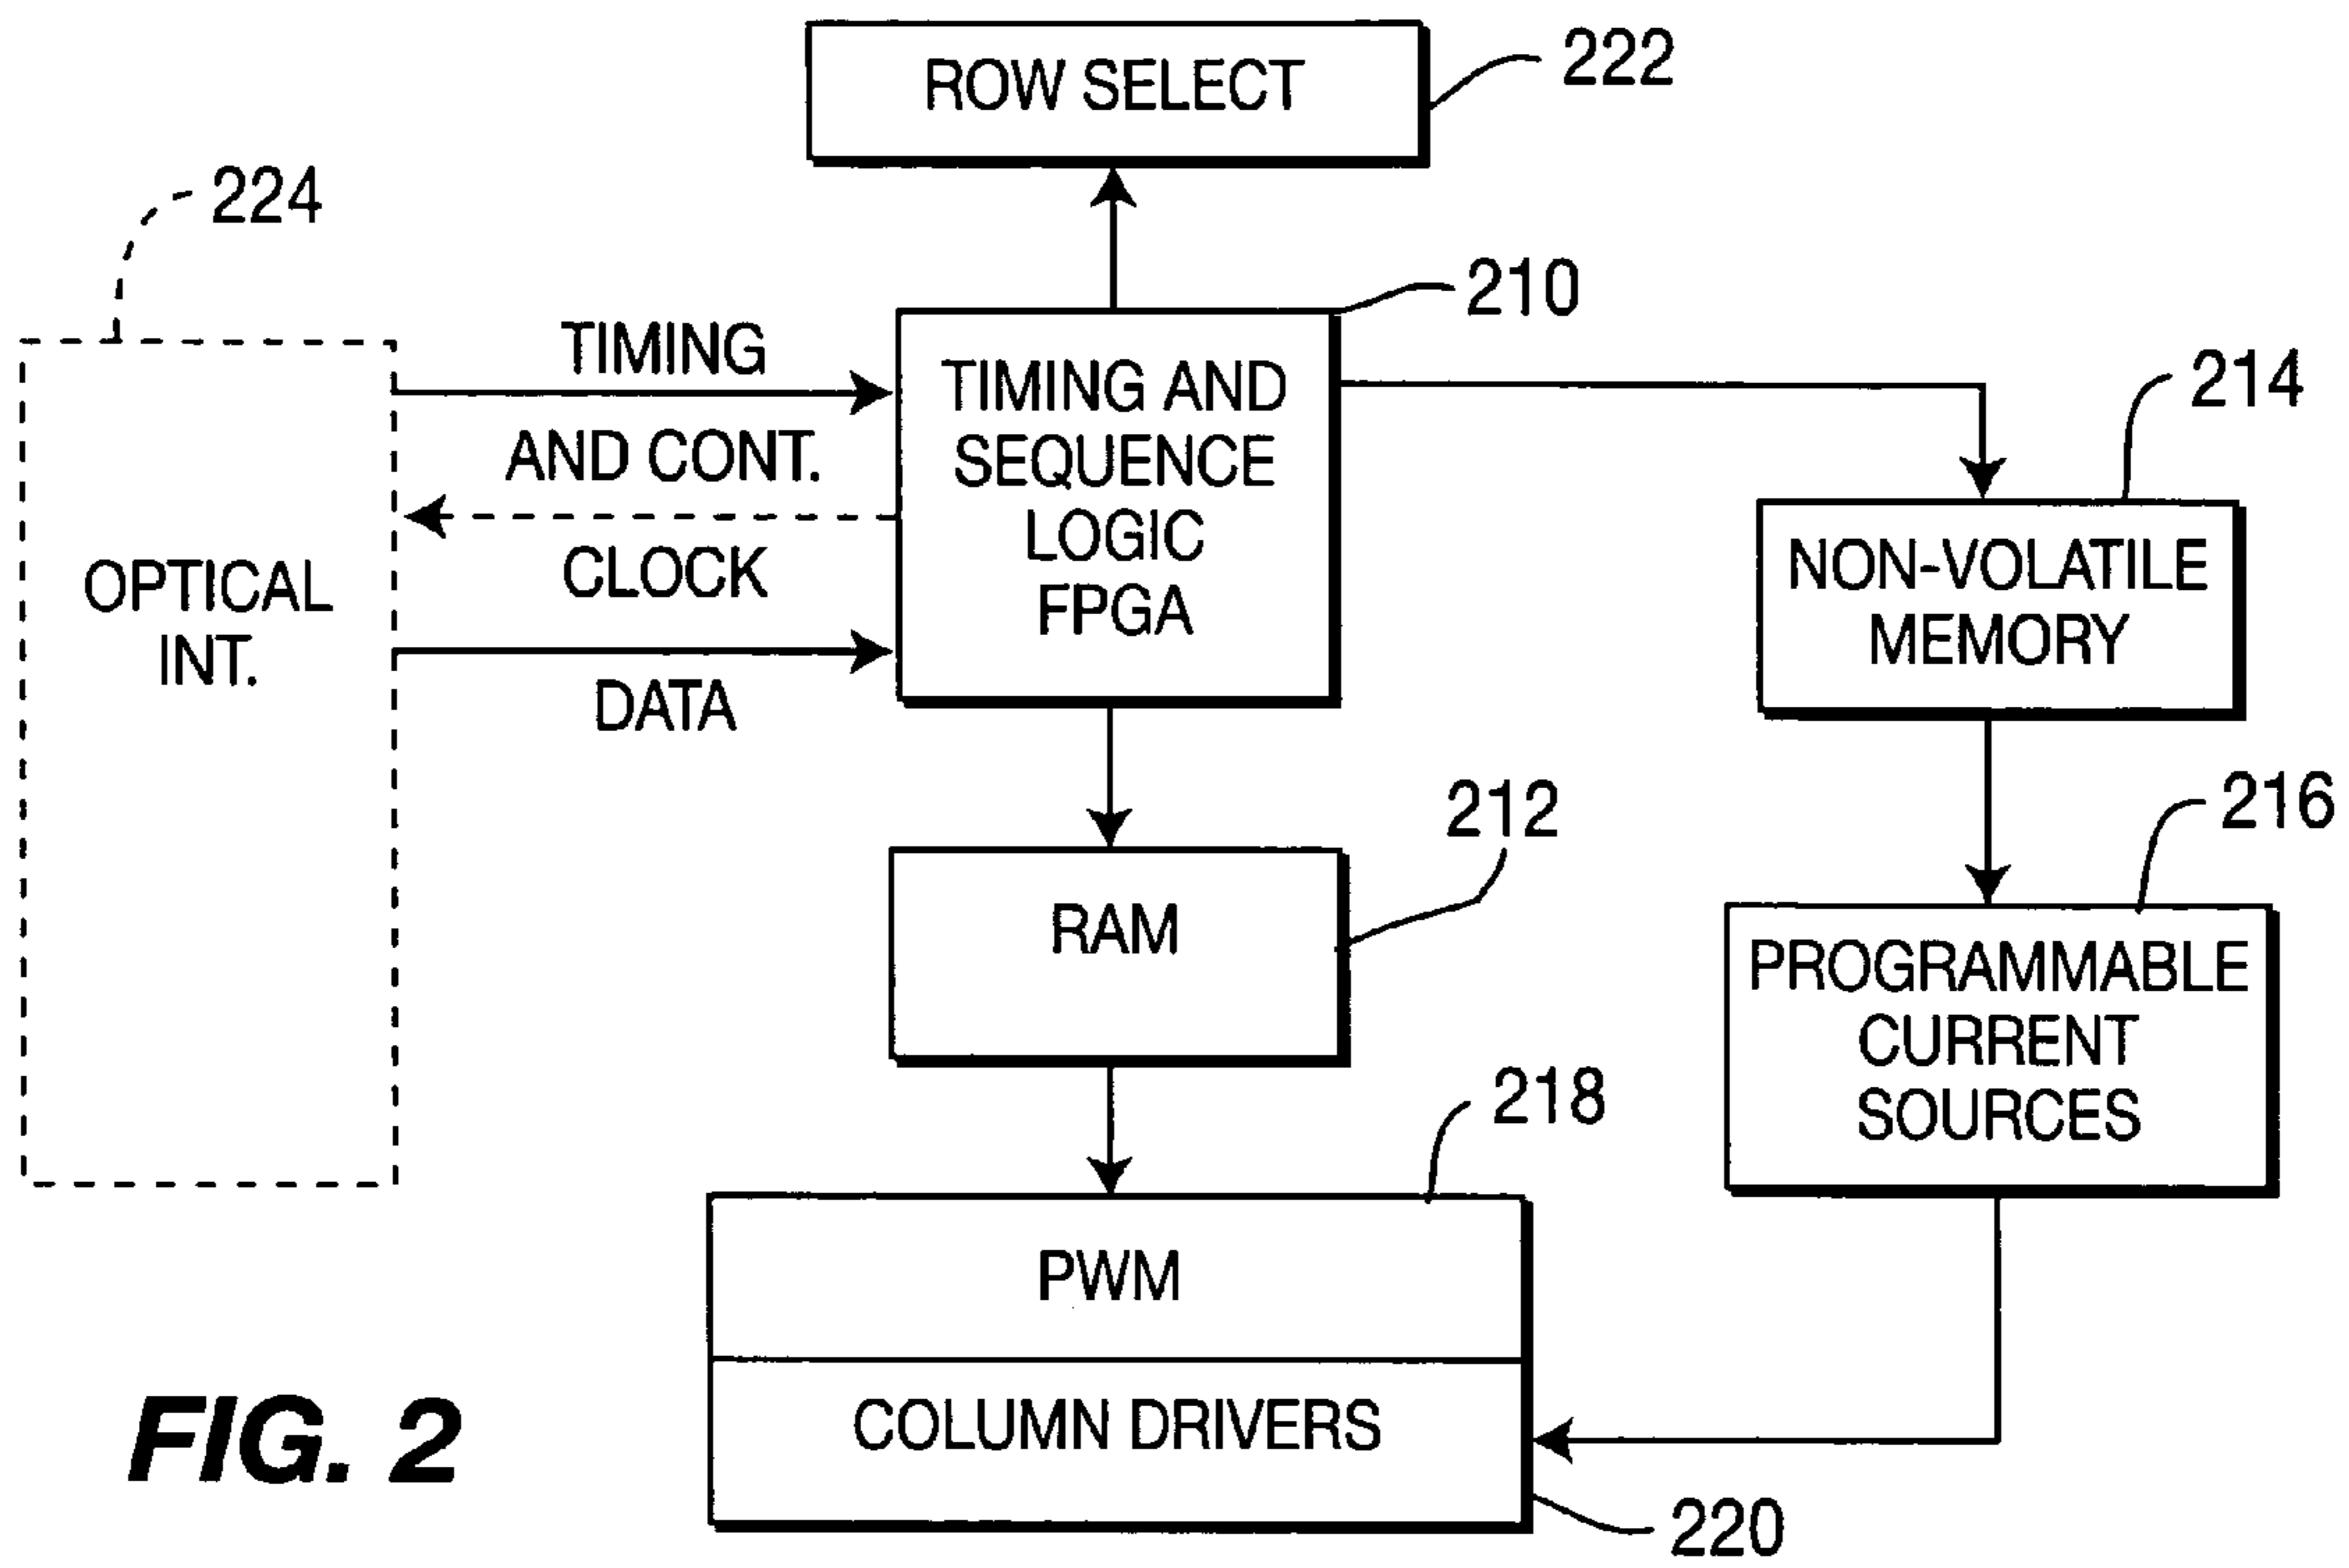 ROW SELECT
222
224
210
TIMING
AND CONT.
CLOCK
DATA
TIMING AND
SEQUENCE
LOGIC
FPGA
214
NON-VOLATILE
MEMORY
OPTICAL
INT.
212
RAM
216
PROGRAMMABLE
CURRENT
SOURCES
218
PWM
COLUMN DRIVERS
220
FIG. 2